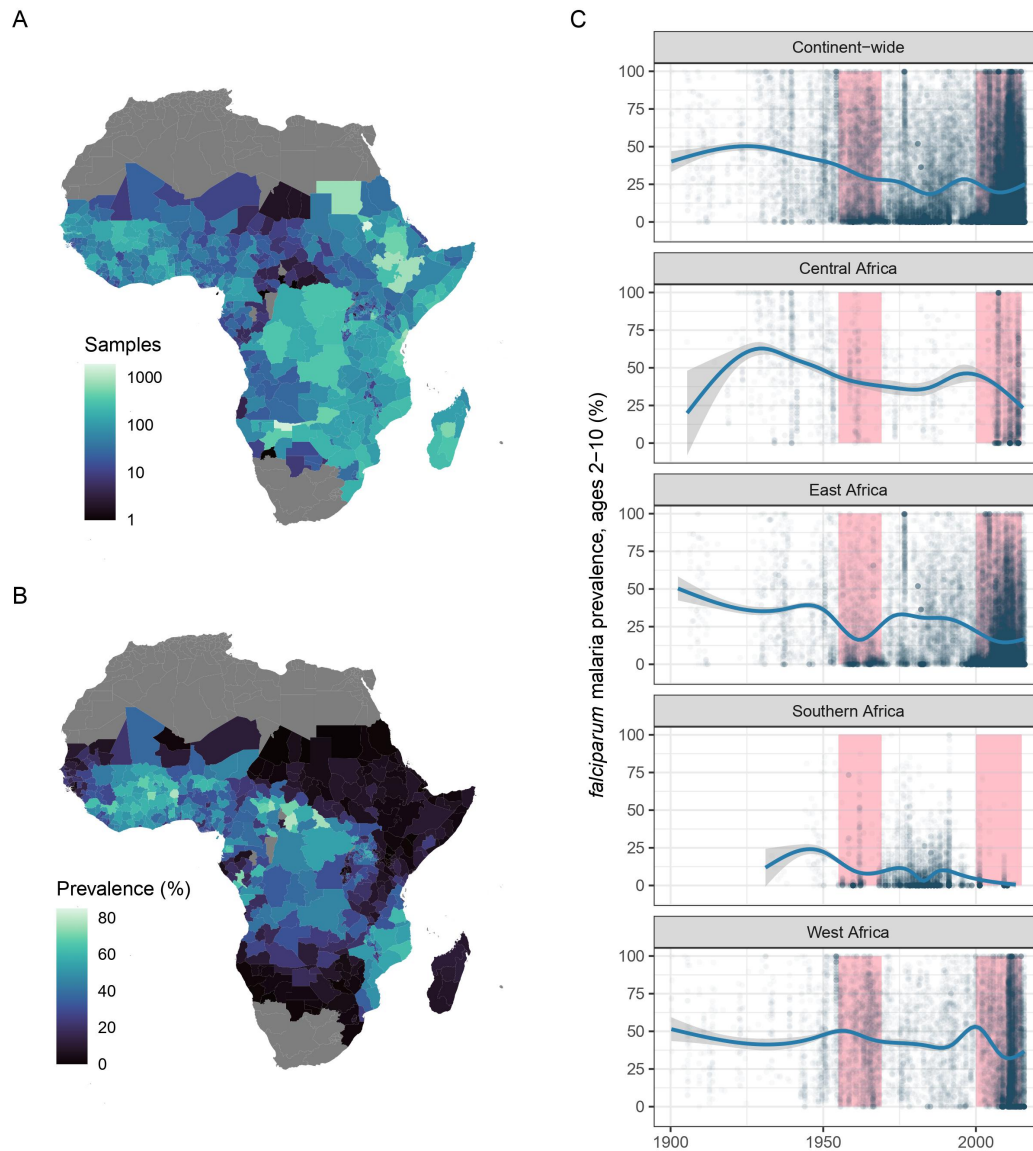 A
Samples
1000
100
10
1
B
Prevalence (%)
80
60
40
20
0
C
falciparum malaria prevalence, ages 2−10 (%)
Continent−wide
100
75
50
25
0
Central Africa
100
75
50
25
0
East Africa
100
75
50
25
0
Southern Africa
100
75
50
25
0
West Africa
100
75
50
25
0
1900 1950 2000